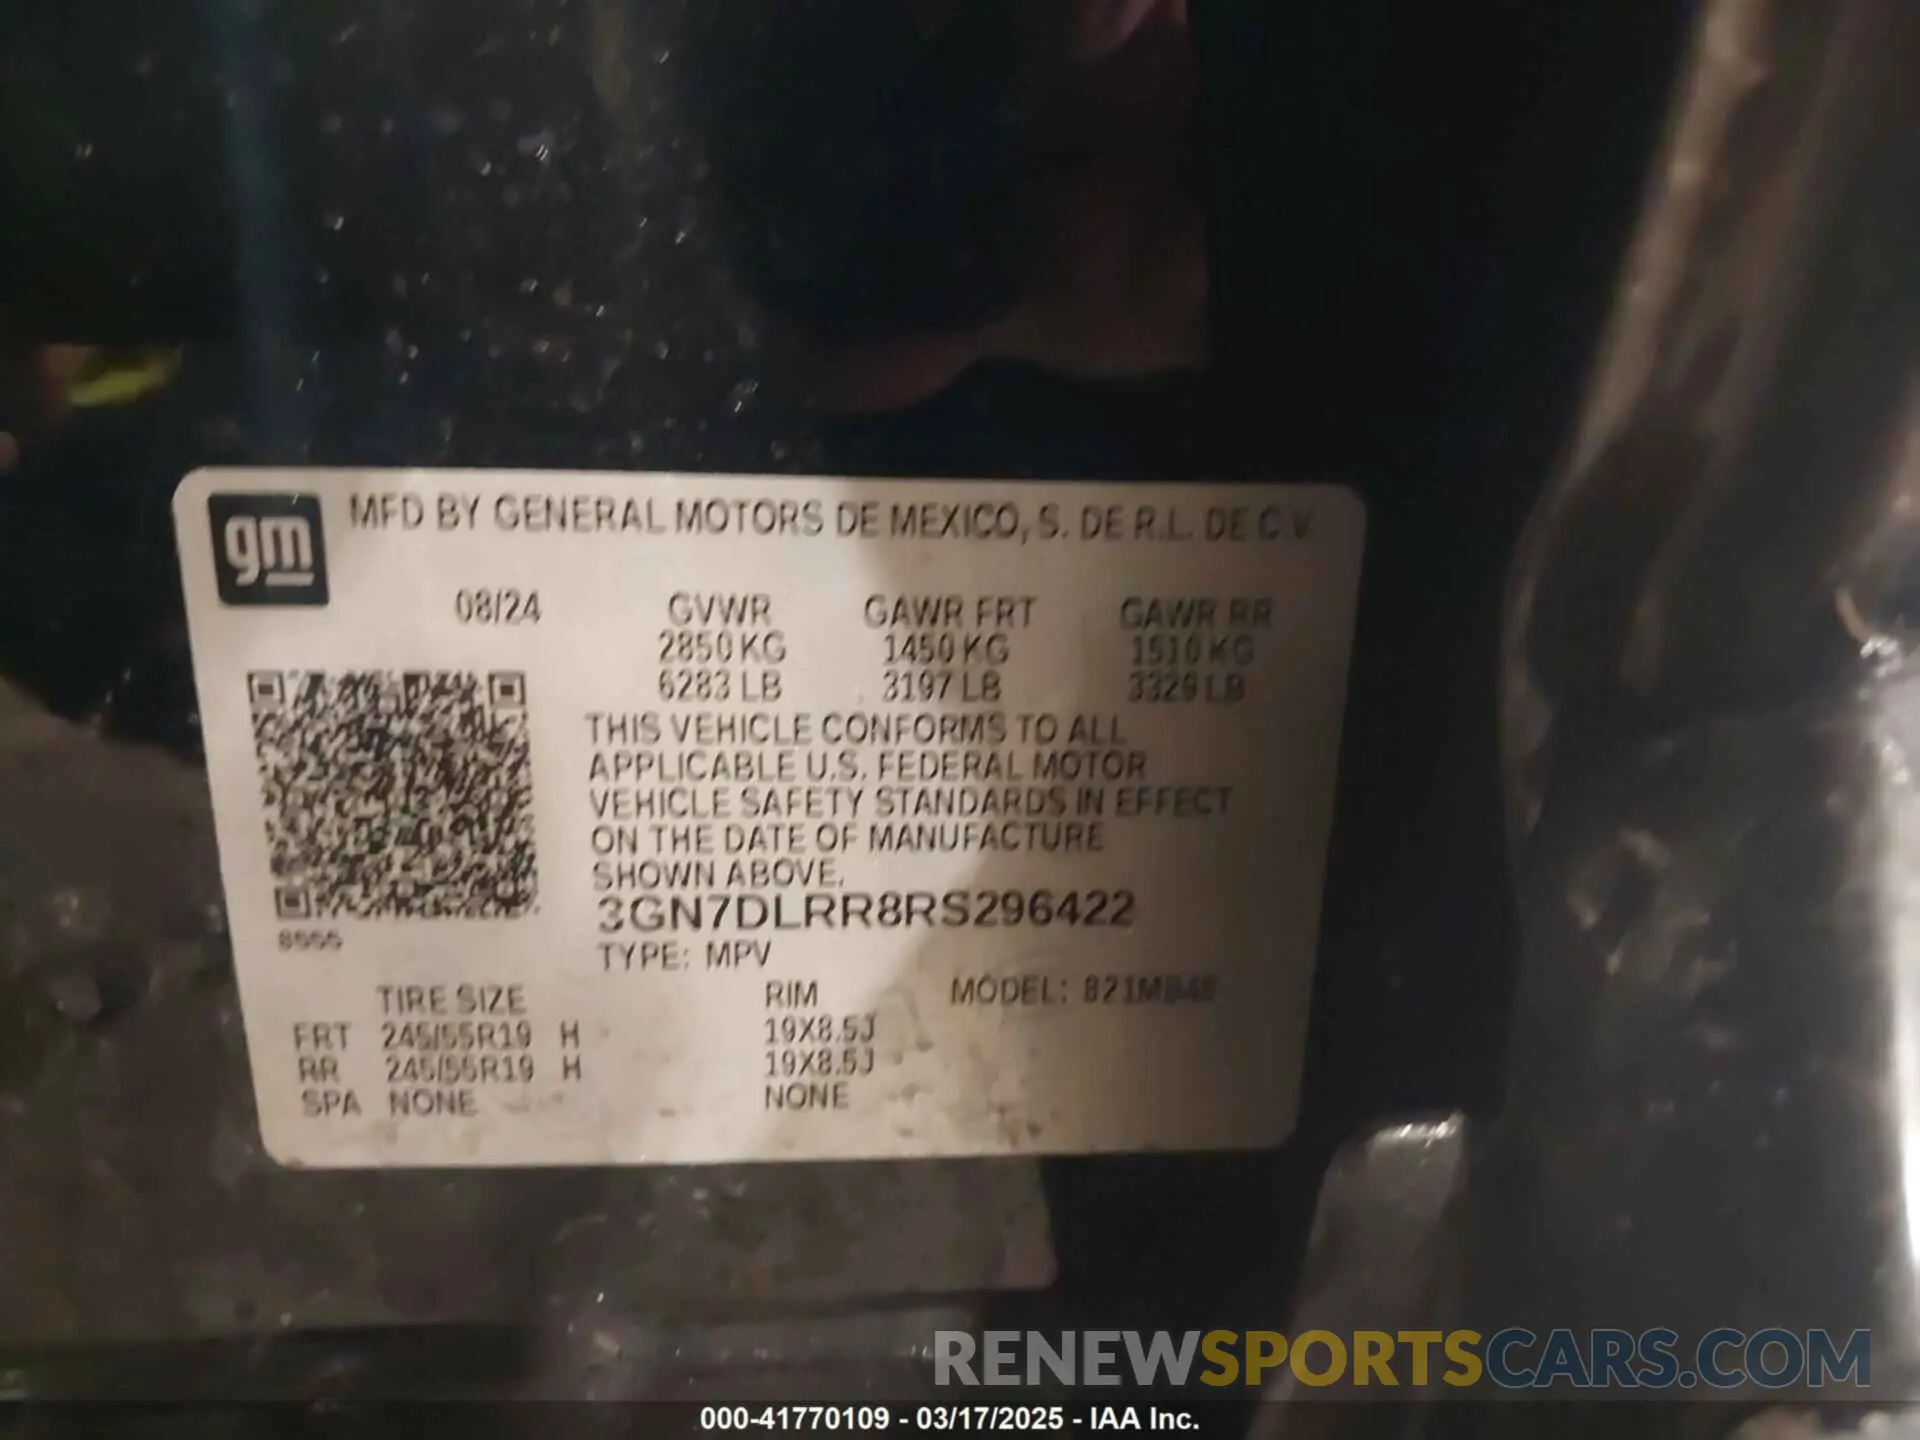 gm
MFD BY GENERAL MOTORS DE MEXICO, S. DE R.L. DE C V
08/24 GVWR GAWR FRT GAWR RR
2850 KG 1450 KG 1510 KG
6283 LB 3197 LB 3329 LB
THIS VEHICLE CONFORMS TO ALL
APPLICABLE U.S. FEDERAL MOTOR
VEHICLE SAFETY STANDARDS IN EFFECT
ON THE DATE OF MANUFACTURE
SHOWN ABOVE.
3GN7DLRR8RS296422
TYPE: MPV
TIRE SIZE RIM MODEL:
FRT 245/55R19 H 19X8.5J
RR 245/55R19 H 19X8.5J
SPA NONE NONE
RENEWSPORTSCARS.COM
000-41770109 - 03/17/2025 - IAA Inc.